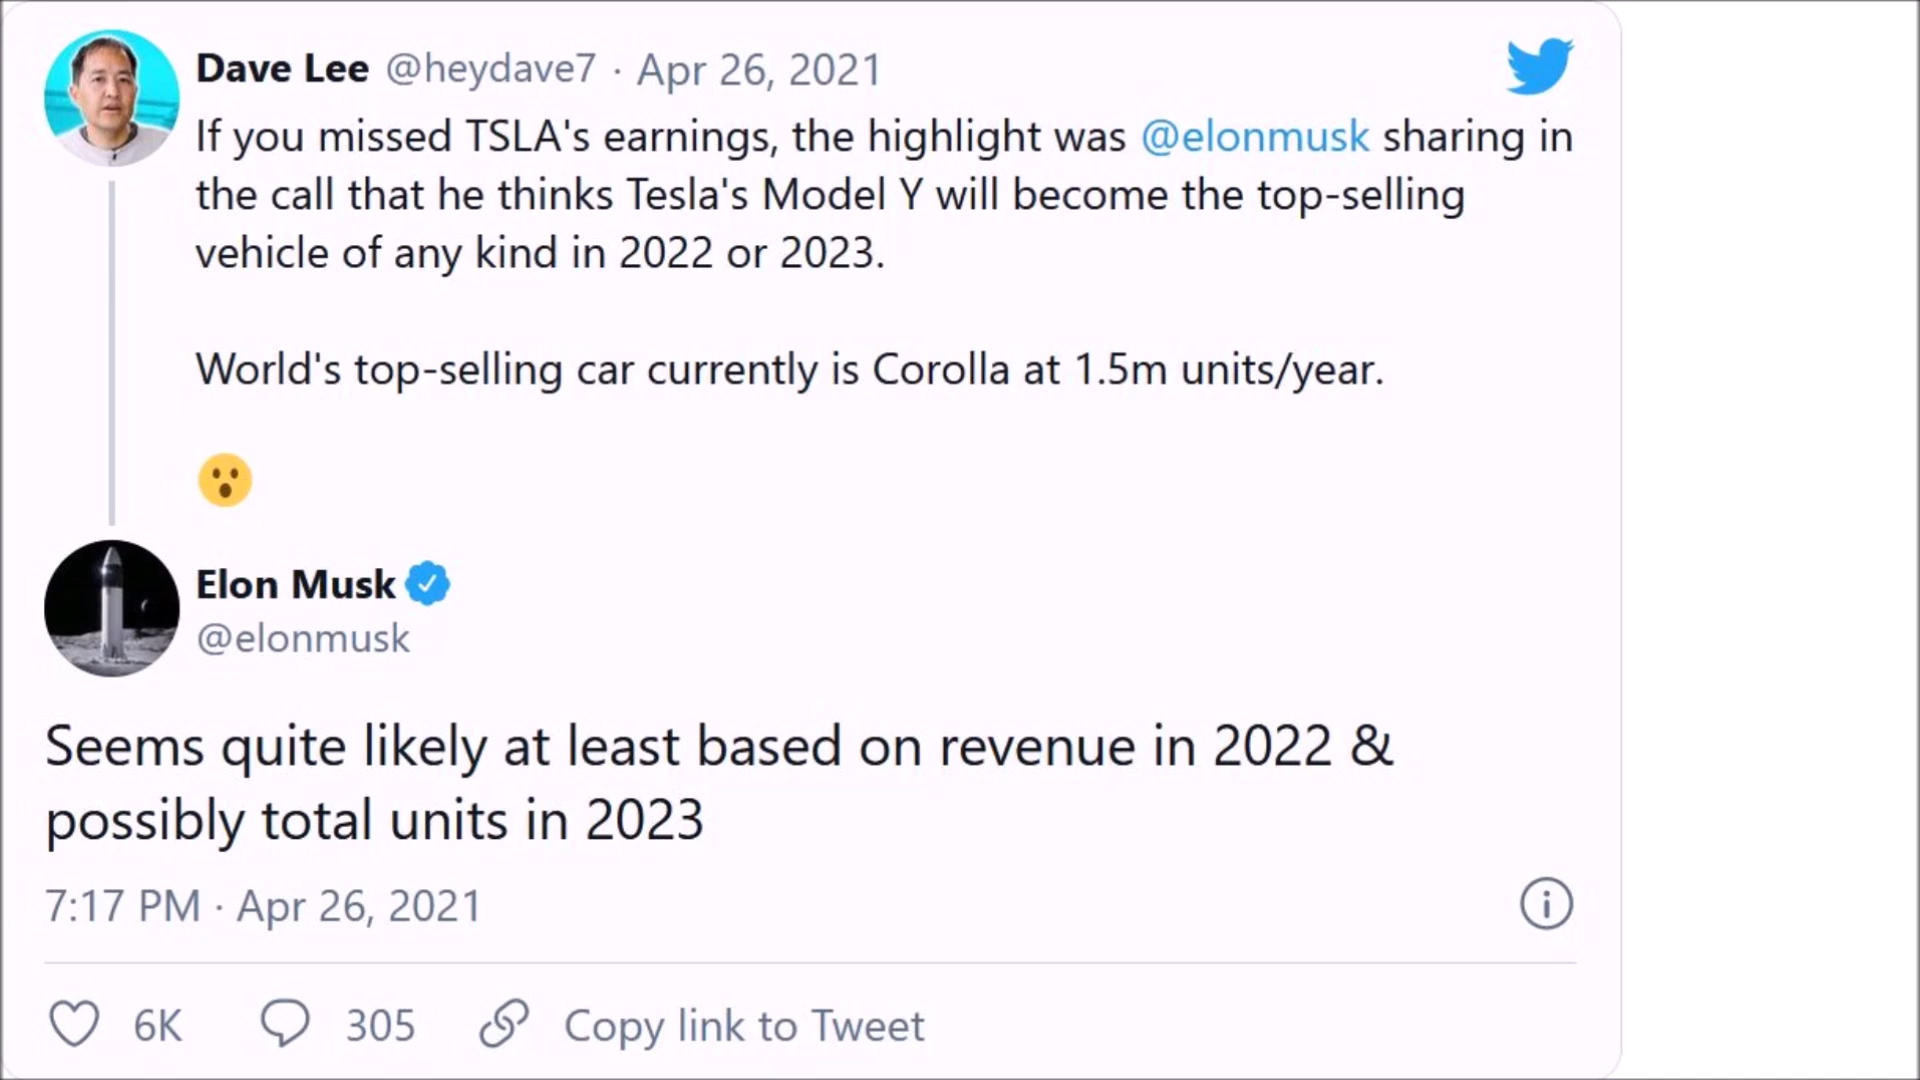 Dave Lee @heydave7 · Apr 26, 2021
If you missed TSLA's earnings, the highlight was @elonmusk sharing in
the call that he thinks Tesla's Model Y will become the top-selling
vehicle of any kind in 2022 or 2023.
World's top-selling car currently is Corolla at 1.5m units/year.
😮
Elon Musk
@elonmusk
Seems quite likely at least based on revenue in 2022 &
possibly total units in 2023
7:17 PM · Apr 26, 2021
6K 305 Copy link to Tweet